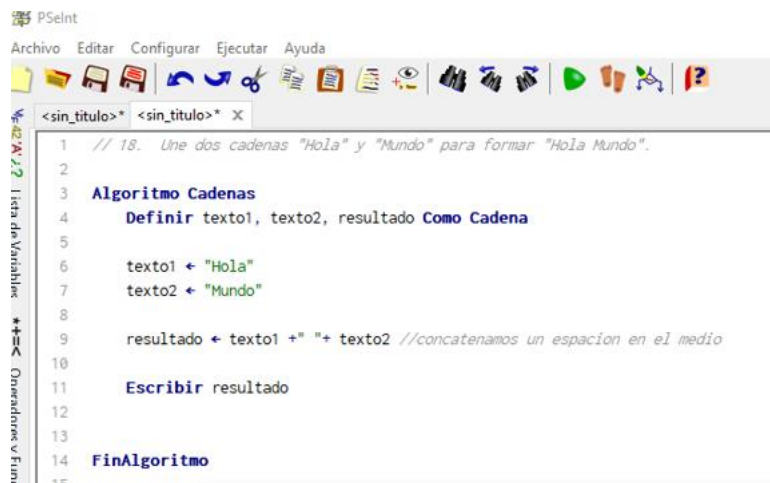 PSeInt
Archivo Editar Configurar Ejecutar Ayuda
<sin_titulo>* <sin_titulo>* X
42 'A' ¿? Lista de Variables
*+=< Operadores y Fun
1 // 18. Une dos cadenas "Hola" y "Mundo" para formar "Hola Mundo".
2
3 Algoritmo Cadenas
4 Definir texto1, texto2, resultado Como Cadena
5
6 texto1 ← "Hola"
7 texto2 ← "Mundo"
8
9 resultado ← texto1 +" "+ texto2 //concatenamos un espacion en el medio
10
11 Escribir resultado
12
13
14 FinAlgoritmo
15